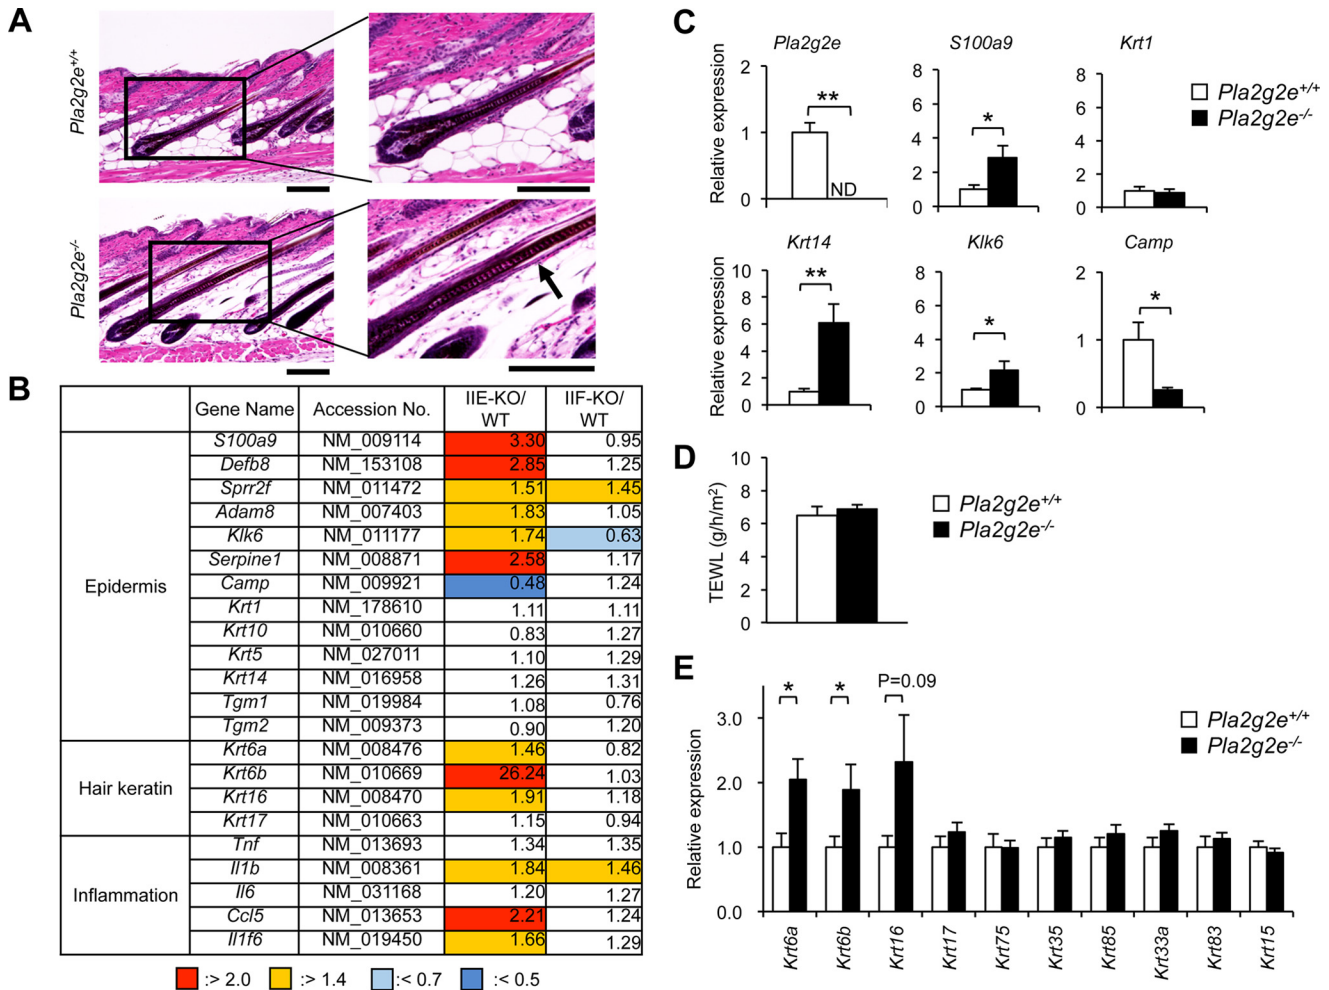 A
Pla2g2e+/+
Pla2g2e-/-
B
Gene Name Accession No. IIE-KO/WT IIF-KO/WT
Epidermis
S100a9 NM_009114 3.30 0.95
Defb8 NM_153108 2.85 1.25
Sprr2f NM_011472 1.51 1.45
Adam8 NM_007403 1.83 1.05
Klk6 NM_011177 1.74 0.63
Serpine1 NM_008871 2.58 1.17
Camp NM_009921 0.48 1.24
Krt1 NM_178610 1.11 1.11
Krt10 NM_010660 0.83 1.27
Krt5 NM_027011 1.10 1.29
Krt14 NM_016958 1.26 1.31
Tgm1 NM_019984 1.08 0.76
Tgm2 NM_009373 0.90 1.20
Hair keratin
Krt6a NM_008476 1.46 0.82
Krt6b NM_010669 26.24 1.03
Krt16 NM_008470 1.91 1.18
Krt17 NM_010663 1.15 0.94
Inflammation
Tnf NM_013693 1.34 1.35
Il1b NM_008361 1.84 1.46
Il6 NM_031168 1.20 1.27
Ccl5 NM_013653 2.21 1.24
Il1f6 NM_019450 1.66 1.29
:> 2.0 :> 1.4 :< 0.7 :< 0.5
C
Pla2g2e
Relative expression
2
1
0
**
ND
S100a9
8
6
4
2
0
*
Krt1
8
6
4
2
0
Pla2g2e+/+
Pla2g2e-/-
Krt14
Relative expression
10
8
6
4
2
0
**
Klk6
8
6
4
2
0
*
Camp
2
1
0
*
D
TEWL (g/h/m2)
10
8
6
4
2
0
Pla2g2e+/+
Pla2g2e-/-
E
Relative expression
3.0
2.0
1.0
0.0
* * P=0.09
Pla2g2e+/+
Pla2g2e-/-
Krt6a Krt6b Krt16 Krt17 Krt75 Krt35 Krt85 Krt33a Krt83 Krt15